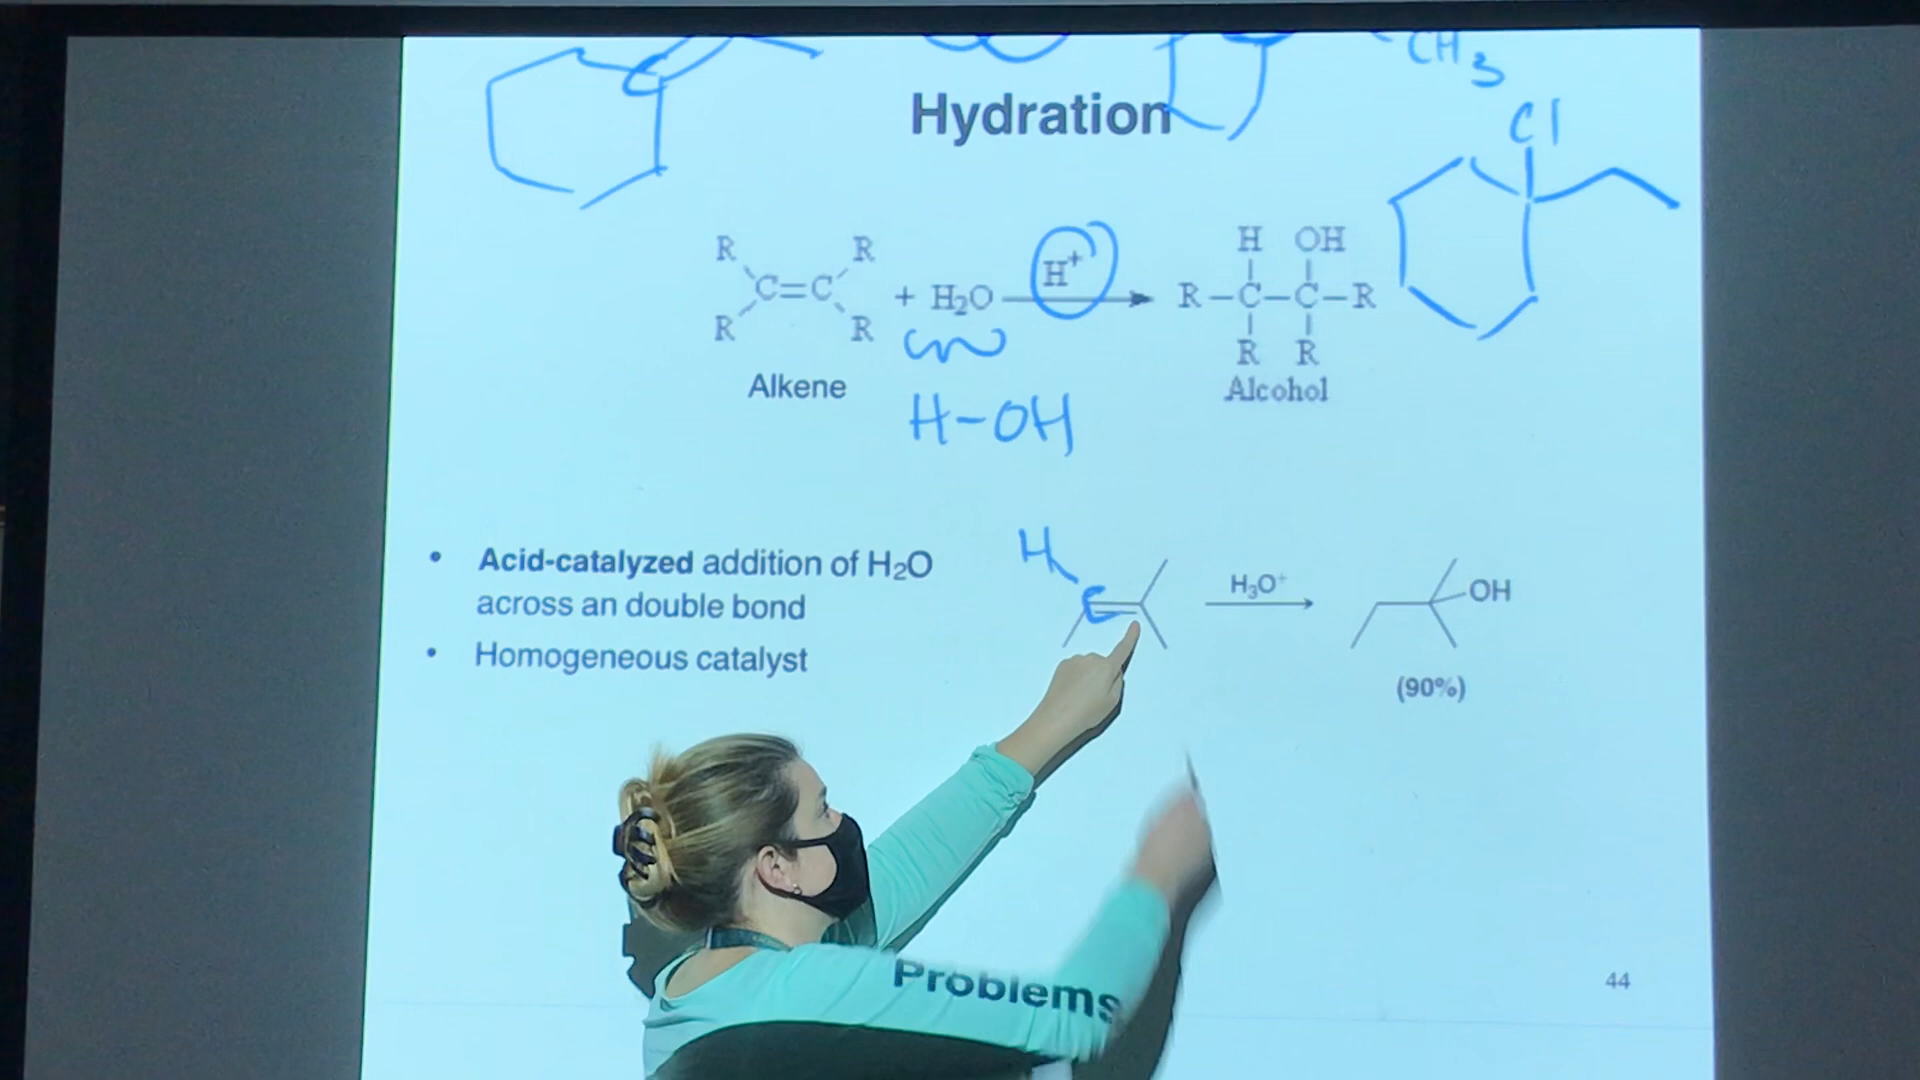 CH3
Hydration
Cl
R R
C=C
R R
+ H₂O
H⁺
H OH
R-C-C-R
R R
Alkene
Alcohol
H-OH
• Acid-catalyzed addition of H₂O
across an double bond
• Homogeneous catalyst
H
H₃O⁺
OH
(90%)
44
Problems